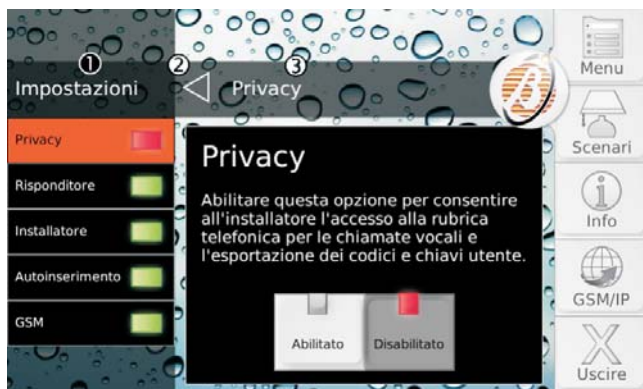 ① ② ③
Impostazioni Privacy
Privacy
Risponditore
Installatore
Autoinserimento
GSM
Privacy
Abilitare questa opzione per consentire
all'installatore l'accesso alla rubrica
telefonica per le chiamate vocali e
l'esportazione dei codici e chiavi utente.
Abilitato Disabilitato
Menu
Scenari
Info
GSM/IP
Uscire